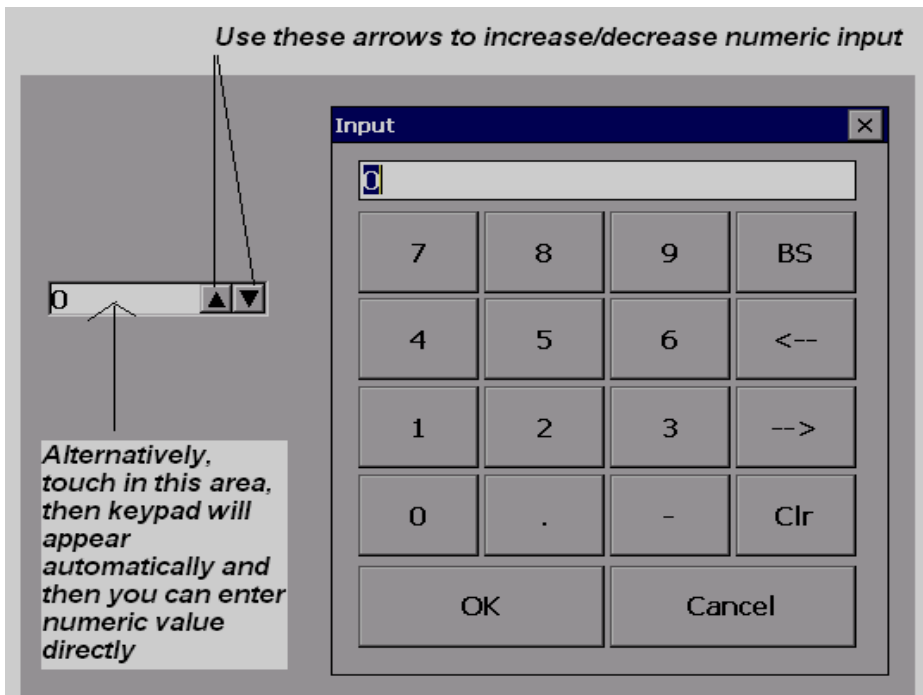 Use these arrows to increase/decrease numeric input
Input
0
7 8 9 BS
0
4 5 6 <--
1 2 3 -->
Alternatively,
touch in this area,
then keypad will
appear
automatically and
then you can enter
numeric value
directly
0 . - Clr
OK Cancel